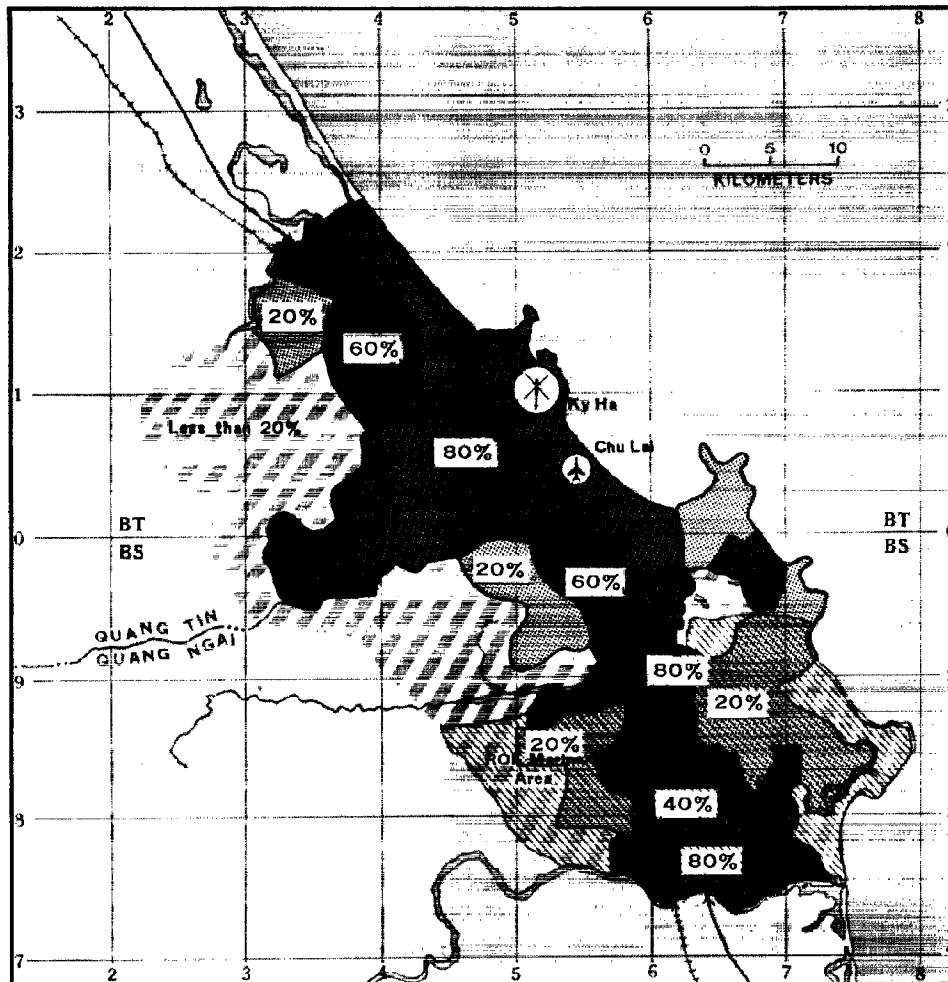 2 3 4 5 6 7 8
3
0 5 10
KILOMETERS
2
20%
60%
1
Ky Ha
Less than 20%
80%
Chu Lai
BT
BT
0
BS
BS
20%
60%
QUANG TIN
QUANG NGAI
9
80%
20%
20%
ROK Marine
Area
40%
8
80%
7
2 3 4 5 6 7 8